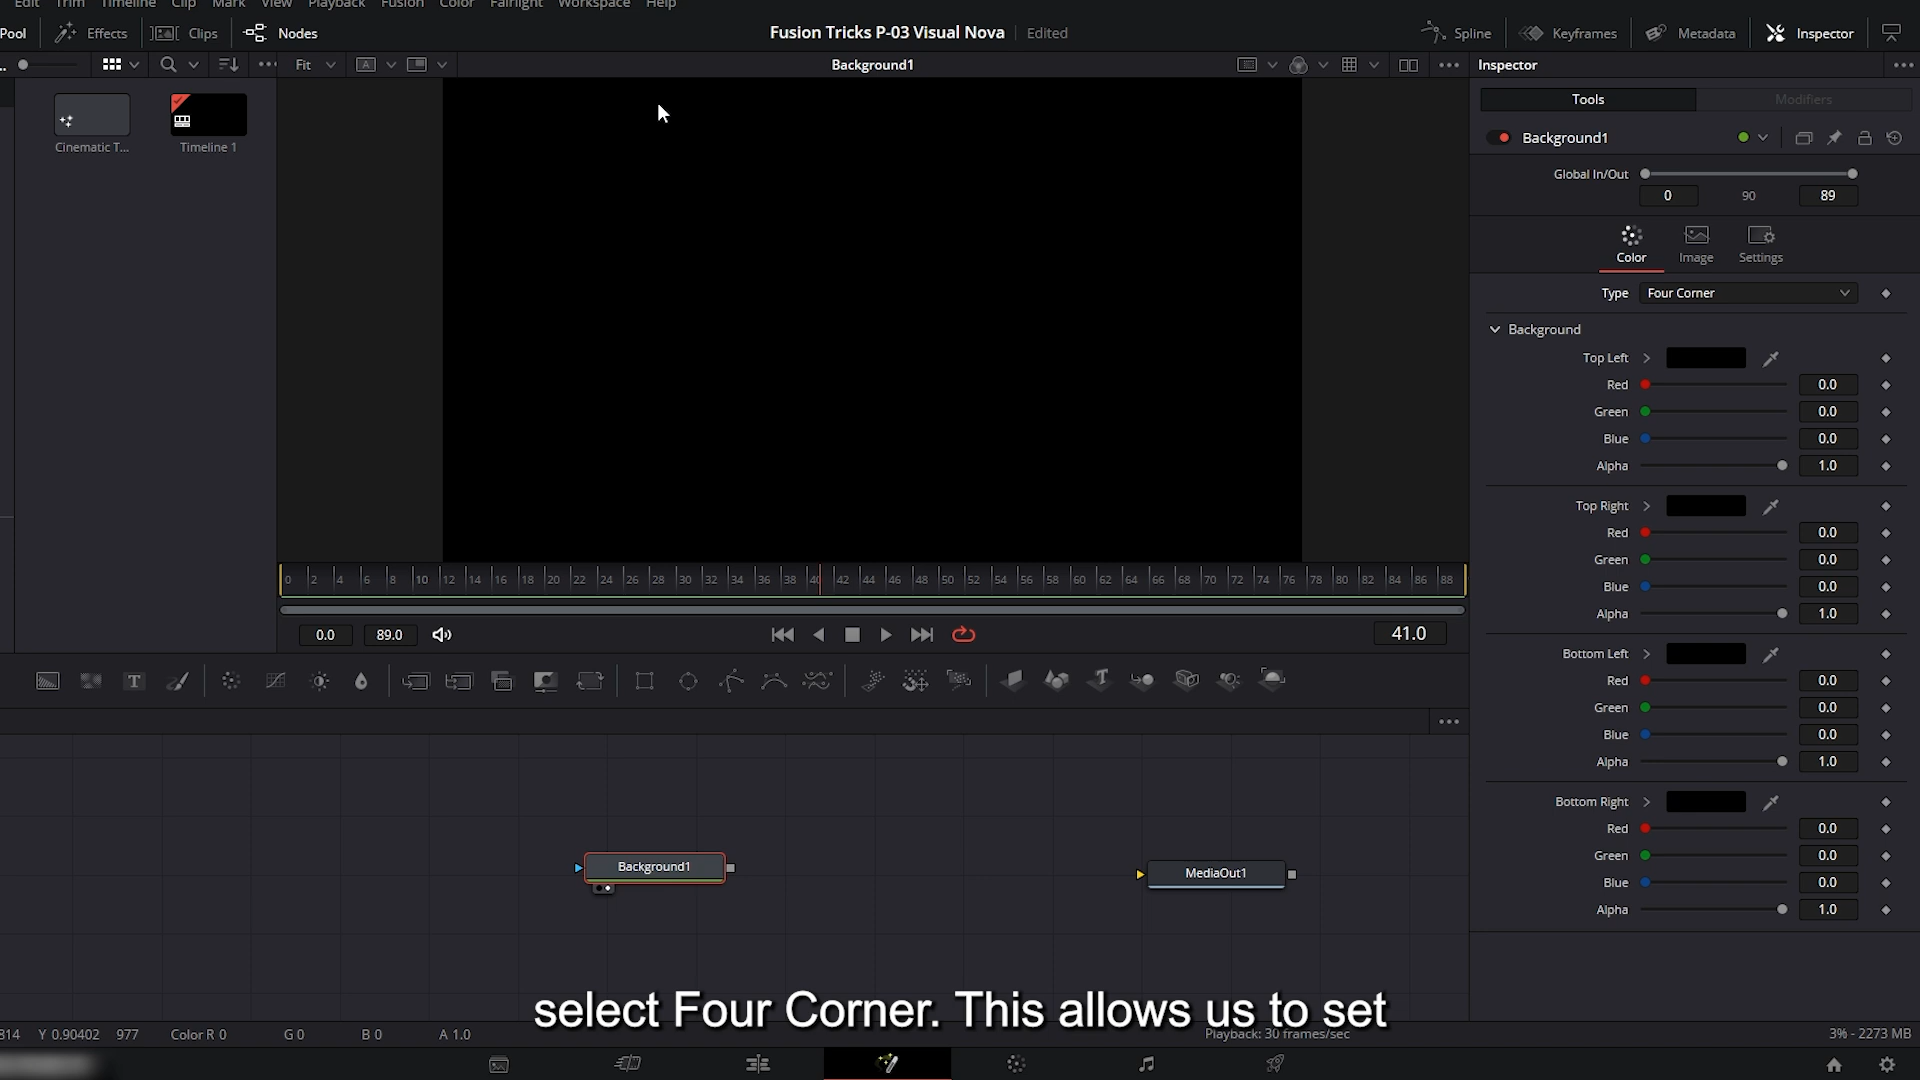 Edit Trim Timeline Clip Mark View Playback Fusion Color Fairlight Workspace Help
Pool Effects Clips Nodes Fusion Tricks P-03 Visual Nova Edited Spline Keyframes Metadata Inspector
Fit A Background1 Inspector
Tools Modifiers
Background1
Cinematic T... Timeline 1
Global In/Out
0 90 89
Color Image Settings
Type Four Corner
Background
Top Left
Red 0.0
Green 0.0
Blue 0.0
Alpha 1.0
Top Right
Red 0.0
Green 0.0
Blue 0.0
Alpha 1.0
Bottom Left
Red 0.0
Green 0.0
Blue 0.0
Alpha 1.0
Bottom Right
Red 0.0
Green 0.0
Blue 0.0
Alpha 1.0
0 2 4 6 8 10 12 14 16 18 20 22 24 26 28 30 32 34 36 38 40 42 44 46 48 50 52 54 56 58 60 62 64 66 68 70 72 74 76 78 80 82 84 86 88
0.0 89.0 41.0
T
Background1 MediaOut1
select Four Corner. This allows us to set
814 Y 0.90402 977 Color R 0 G 0 B 0 A 1.0 Playback: 30 frames/sec 3% - 2273 MB